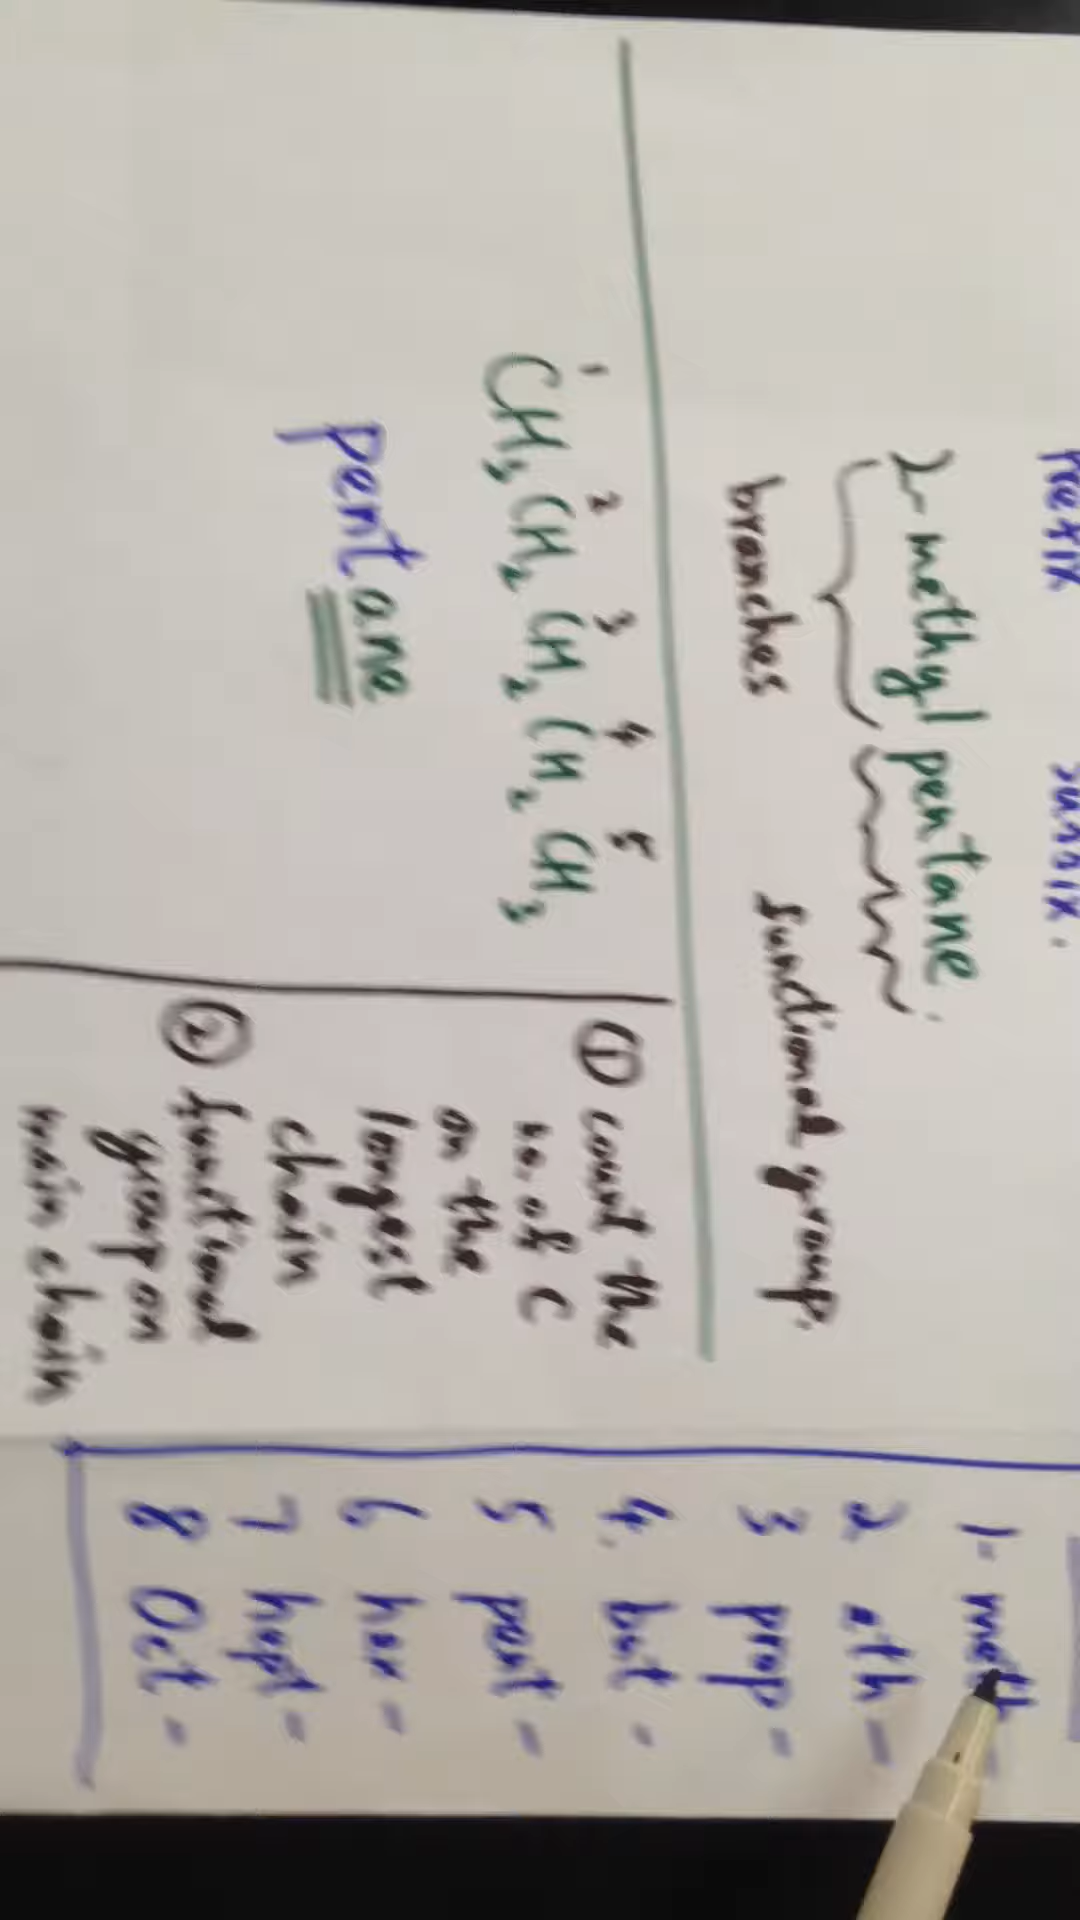 Prefix suffix.
2-methyl pentane.
branches functional group.
1 2 3 4 5
CH3 CH2 CH2 CH2 CH3
pentane
① count the
no. of C
on the
longest
chain
② functional
group on
main chain
1- meth-
2. eth-
3 prop-
4. but-
5 pent-
6 hex-
7 hept-
8 Oct-